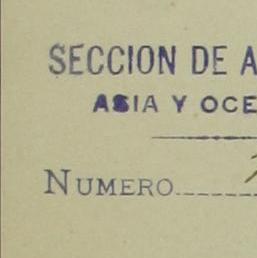 SECCION DE A
ASIA Y OCE
NUMERO